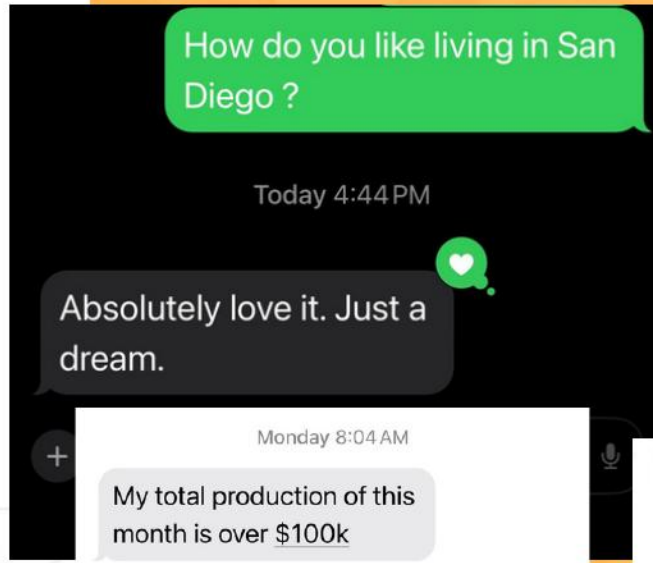 How do you like living in San
Diego ?
Today 4:44 PM
Absolutely love it. Just a
dream.
Monday 8:04 AM
My total production of this
month is over $100k